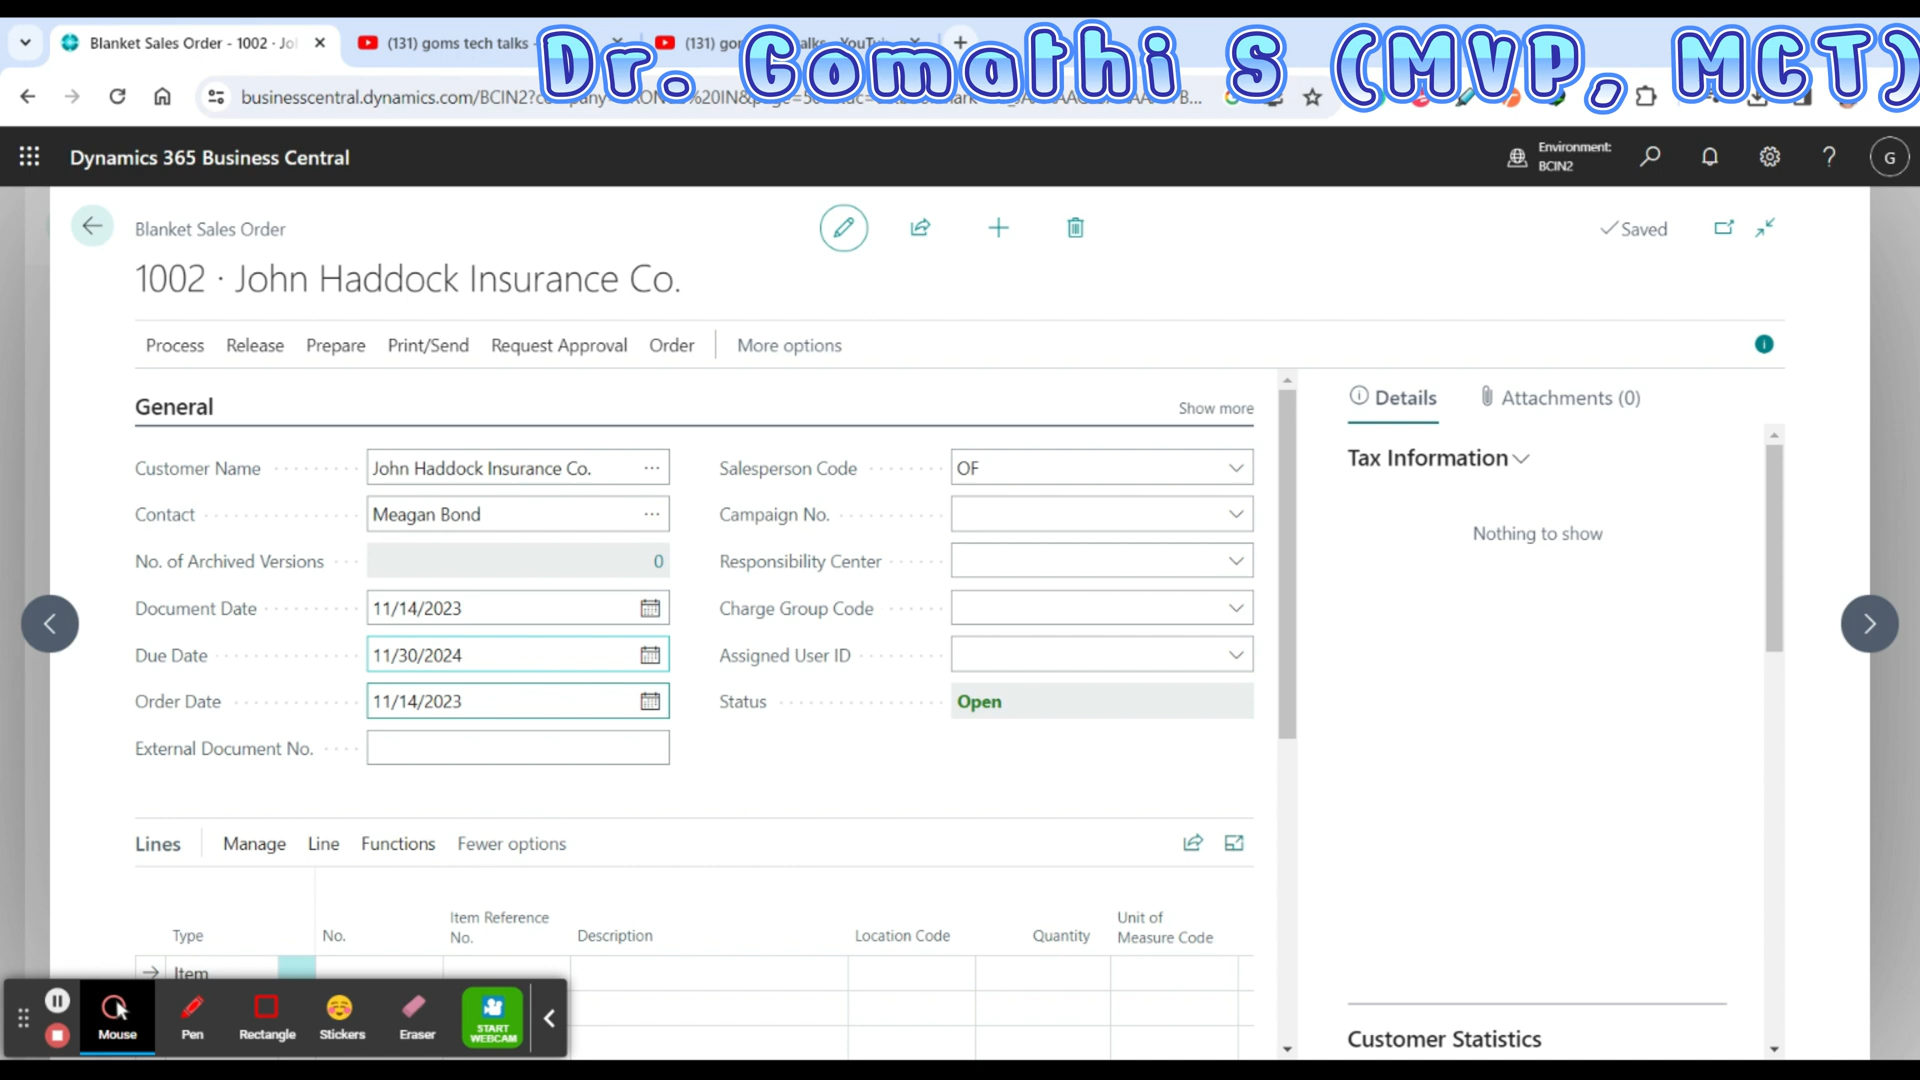 Blanket Sales Order - 1002 · Jo
(131) goms tech talks -
Dr. Gomathi S (MVP, MCT)
Dynamics 365 Business Central
Environment:
BCIN2
G
Blanket Sales Order
Saved
1002 · John Haddock Insurance Co.
Process Release Prepare Print/Send Request Approval Order More options
General
Show more
Customer Name John Haddock Insurance Co.
Salesperson Code OF
Contact Meagan Bond
Campaign No.
No. of Archived Versions 0
Responsibility Center
Document Date 11/14/2023
Charge Group Code
Due Date 11/30/2024
Assigned User ID
Order Date 11/14/2023
Status Open
External Document No.
Details
Attachments (0)
Tax Information
Nothing to show
Lines Manage Line Functions Fewer options
Type No. Item Reference No. Description Location Code Quantity Unit of Measure Code
Item
Customer Statistics
Mouse Pen Rectangle Stickers Eraser START WEBCAM